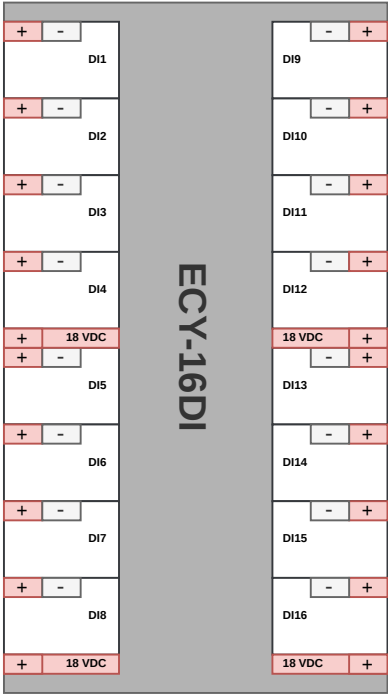 + -
DI1
+ -
DI2
+ -
DI3
+ -
DI4
+ 18 VDC
+ -
DI5
+ -
DI6
+ -
DI7
+ -
DI8
+ 18 VDC
ECY-16DI
- +
DI9
- +
DI10
- +
DI11
- +
DI12
18 VDC +
- +
DI13
- +
DI14
- +
DI15
- +
DI16
18 VDC +